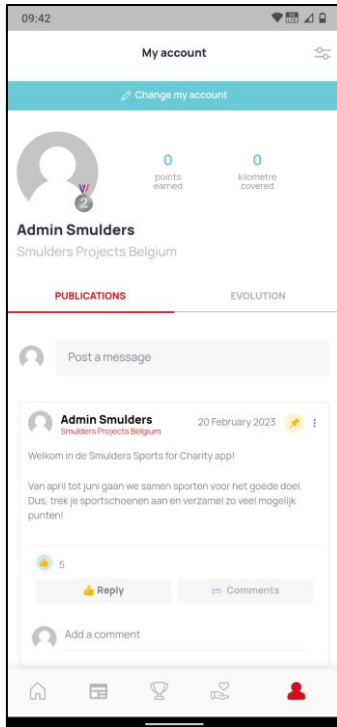 09:42
My account
Change my account
0
points
earned
0
kilometre
covered
2
Admin Smulders
Smulders Projects Belgium
PUBLICATIONS
EVOLUTION
Post a message
Admin Smulders
Smulders Projects Belgium
20 February 2023
Welkom in de Smulders Sports for Charity app!
Van april tot juni gaan we samen sporten voor het goede doel.
Dus, trek je sportschoenen aan en verzamel zo veel mogelijk
punten!
5
Reply
Comments
Add a comment